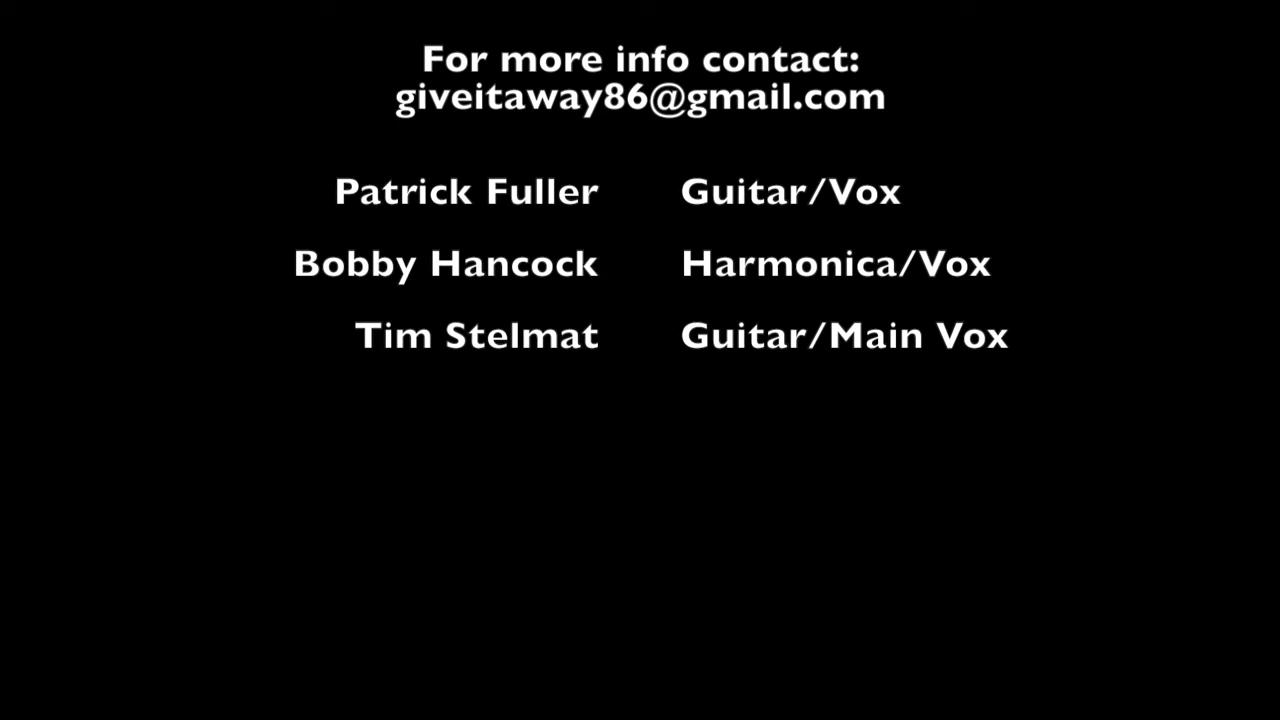 For more info contact:
giveitaway86@gmail.com
Patrick Fuller Guitar/Vox
Bobby Hancock Harmonica/Vox
Tim Stelmat Guitar/Main Vox